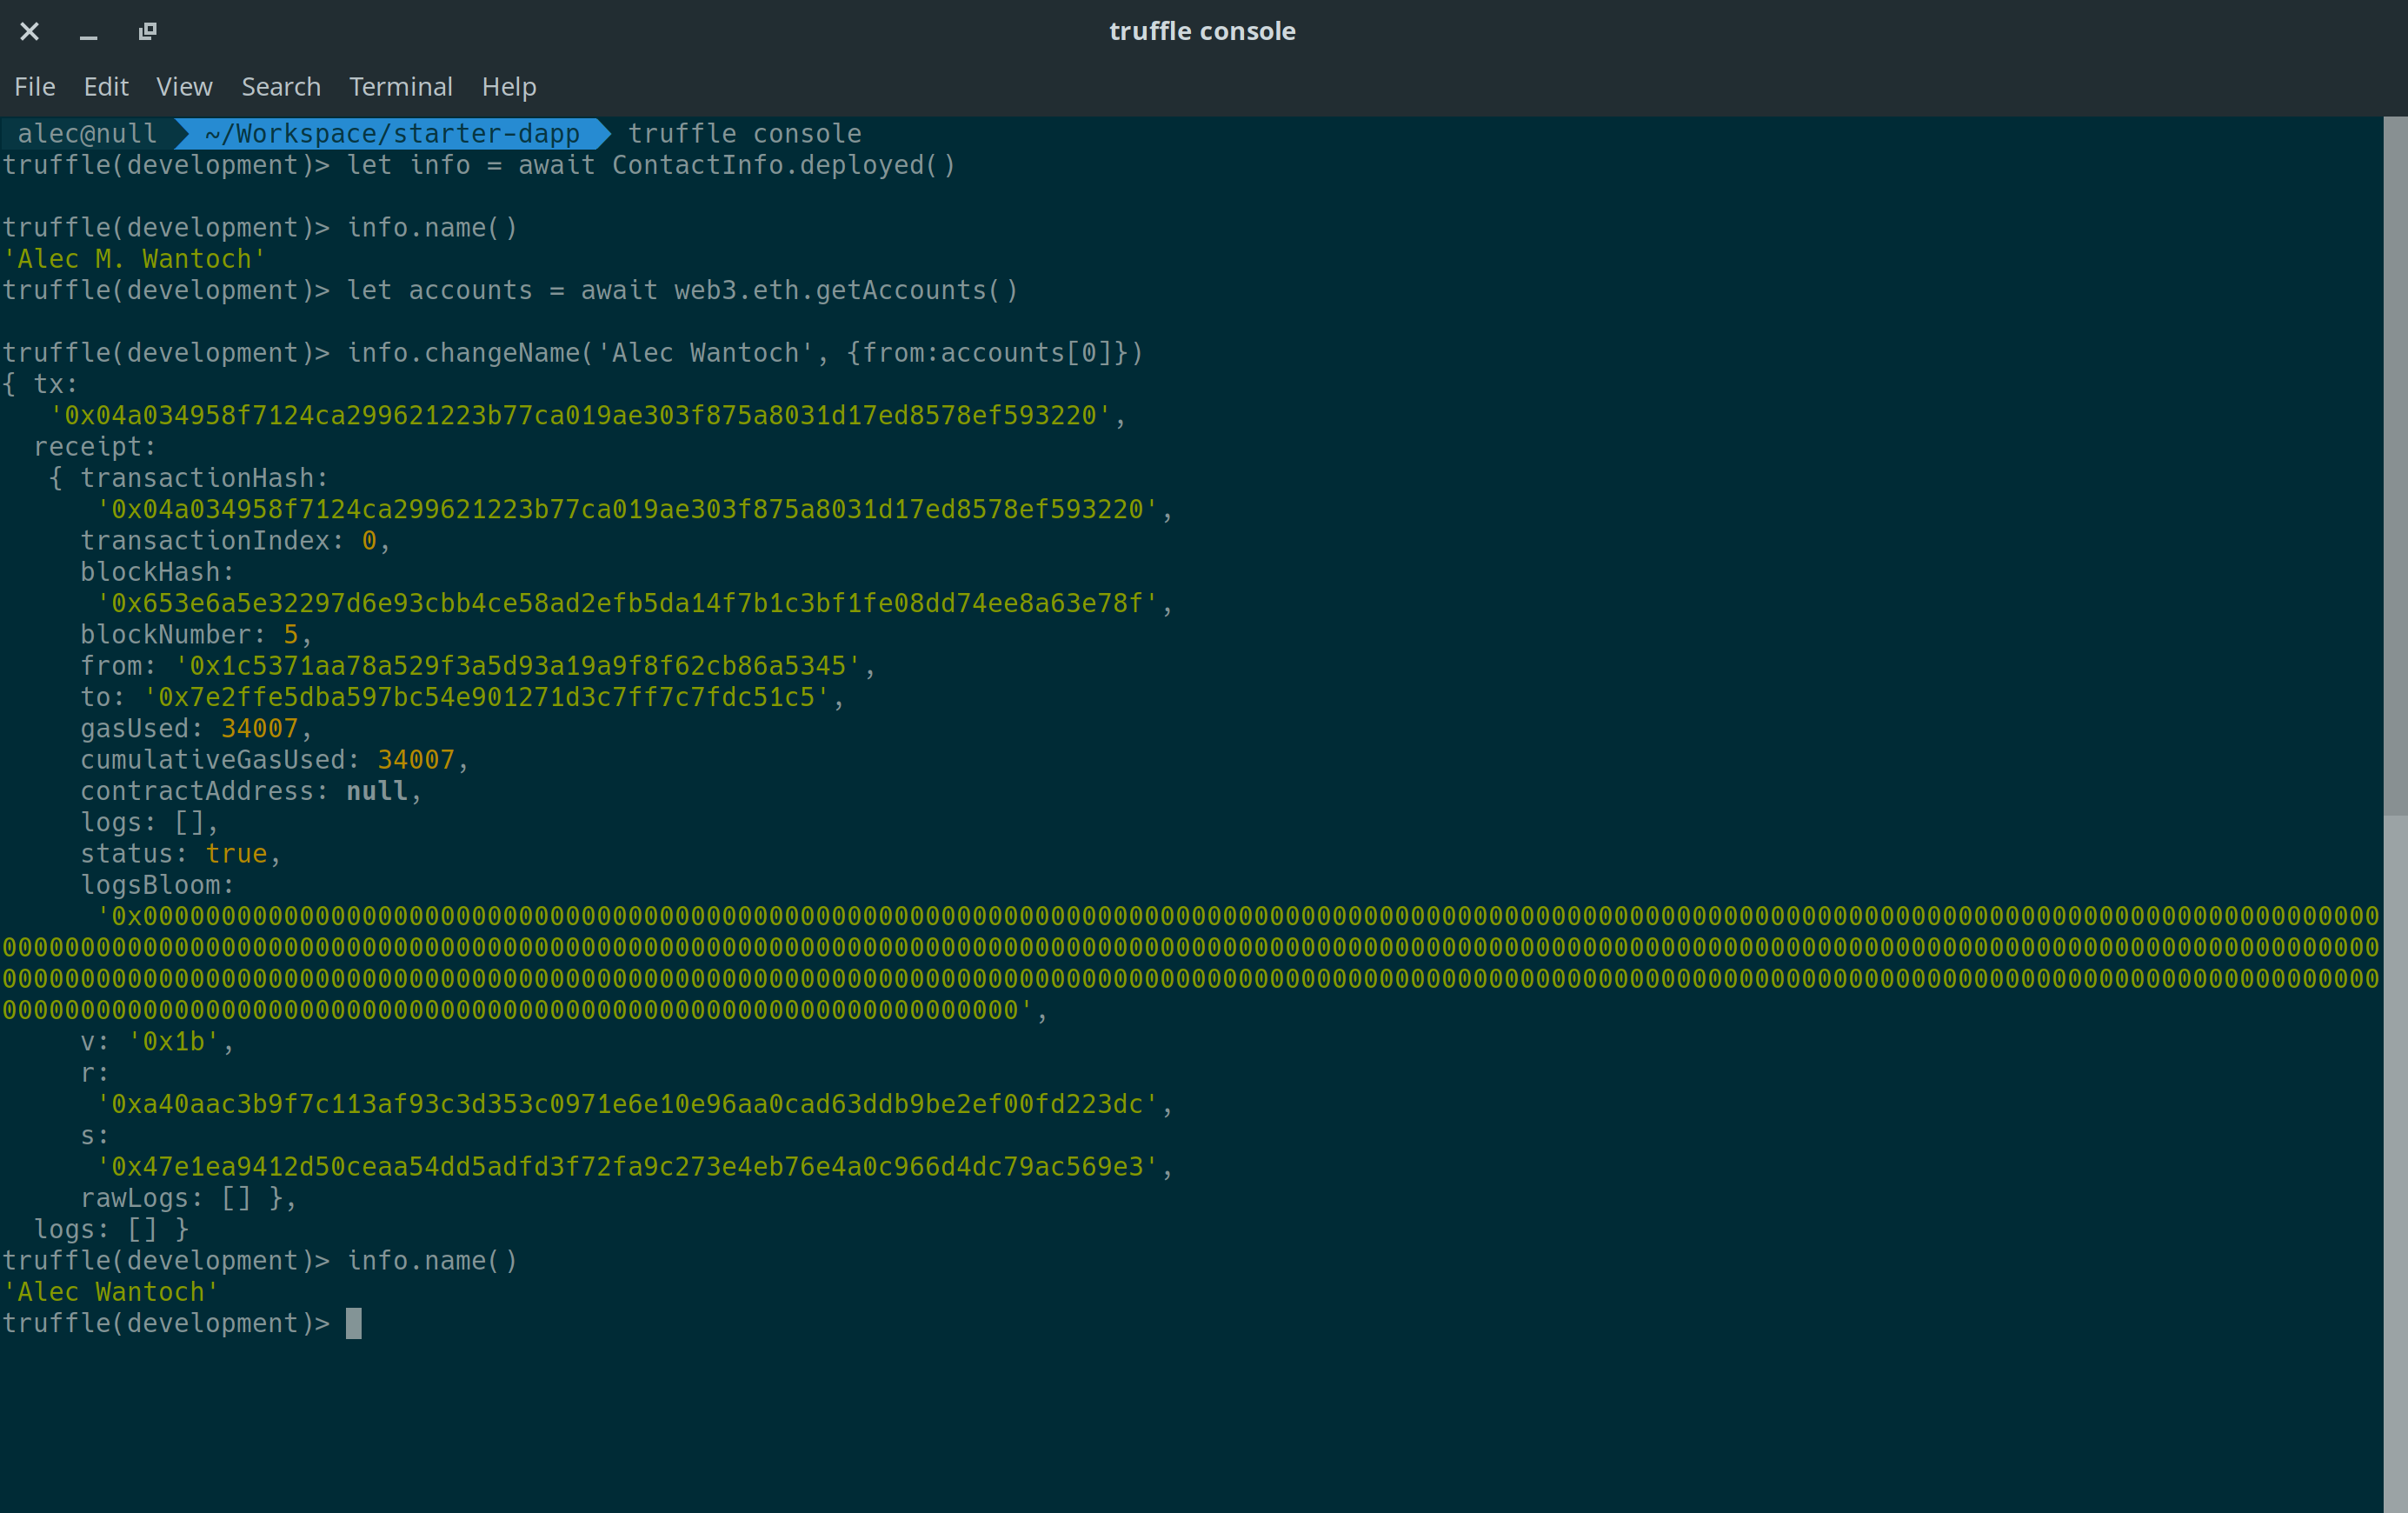 truffle console
File Edit View Search Terminal Help
alec@null ~/Workspace/starter-dapp truffle console
truffle(development)> let info = await ContactInfo.deployed()
truffle(development)> info.name()
'Alec M. Wantoch'
truffle(development)> let accounts = await web3.eth.getAccounts()
truffle(development)> info.changeName('Alec Wantoch', {from:accounts[0]})
{ tx:
'0x04a034958f7124ca299621223b77ca019ae303f875a8031d17ed8578ef593220',
receipt:
{ transactionHash:
'0x04a034958f7124ca299621223b77ca019ae303f875a8031d17ed8578ef593220',
transactionIndex: 0,
blockHash:
'0x653e6a5e32297d6e93cbb4ce58ad2efb5da14f7b1c3bf1fe08dd74ee8a63e78f',
blockNumber: 5,
from: '0x1c5371aa78a529f3a5d93a19a9f8f62cb86a5345',
to: '0x7e2ffe5dba597bc54e901271d3c7ff7c7fdc51c5',
gasUsed: 34007,
cumulativeGasUsed: 34007,
contractAddress: null,
logs: [],
status: true,
logsBloom:
'0x00000000000000000000000000000000000000000000000000000000000000000000000000000000000000000000000000000000000000000000000000000000000000000000000
00000000000000000000000000000000000000000000000000000000000000000000000000000000000000000000000000000000000000000000000000000000000000000000000000000000
00000000000000000000000000000000000000000000000000000000000000000000000000000000000000000000000000000000000000000000000000000000000000000000000000000000
00000000000000000000000000000000000000000000000000000000000000000',
v: '0x1b',
r:
'0xa40aac3b9f7c113af93c3d353c0971e6e10e96aa0cad63ddb9be2ef00fd223dc',
s:
'0x47e1ea9412d50ceaa54dd5adfd3f72fa9c273e4eb76e4a0c966d4dc79ac569e3',
rawLogs: [] },
logs: [] }
truffle(development)> info.name()
'Alec Wantoch'
truffle(development)>